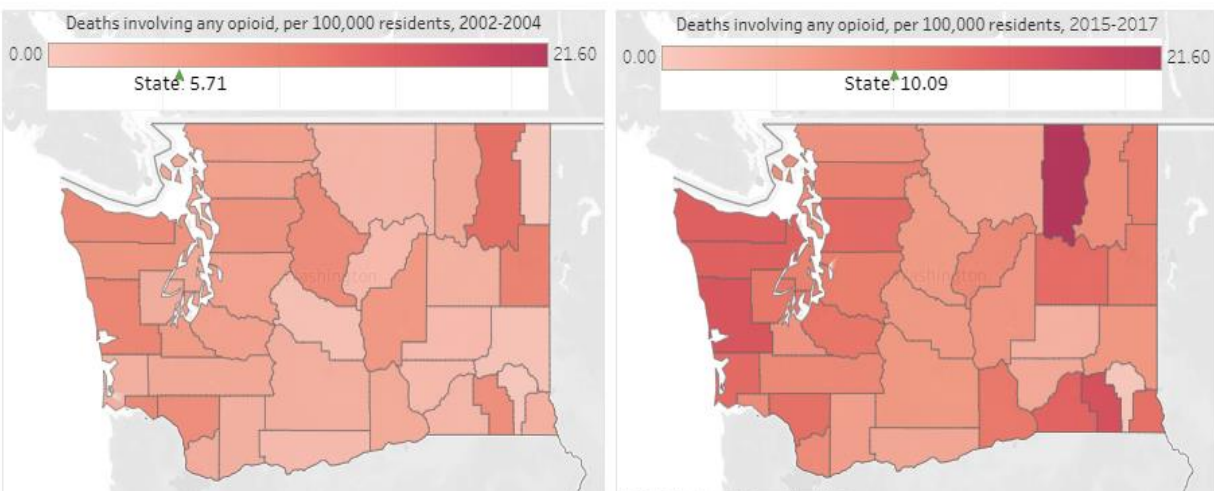 Deaths involving any opioid, per 100,000 residents, 2002-2004
0.00 21.60
State: 5.71
Washington
Deaths involving any opioid, per 100,000 residents, 2015-2017
0.00 21.60
State: 10.09
Washington